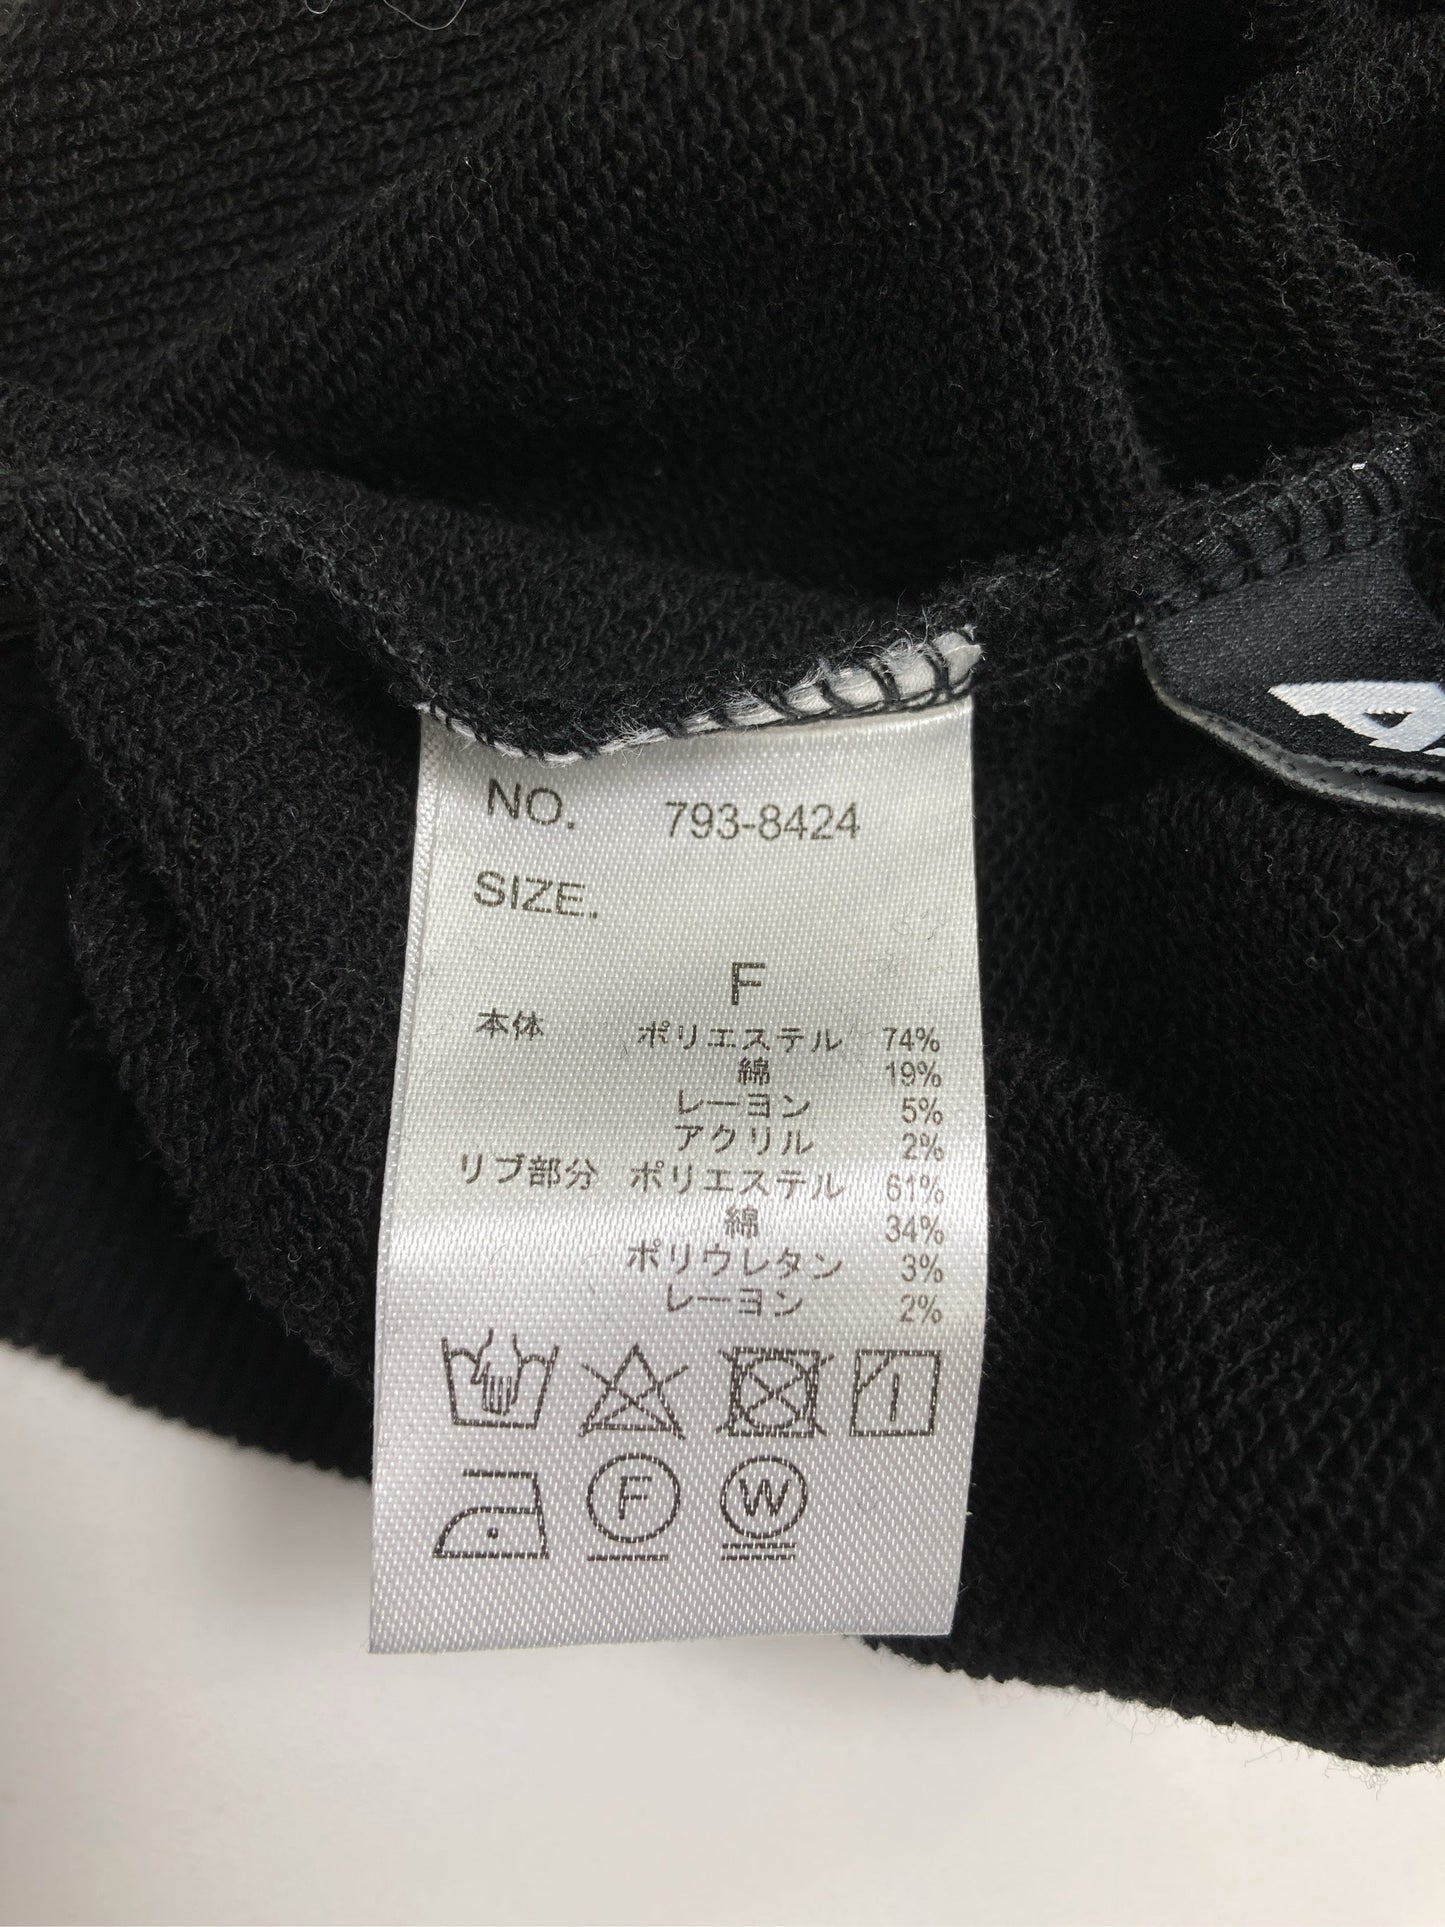 NO. 793-8424
SIZE.
F
本体 ポリエステル 74%
綿 19%
レーヨン 5%
アクリル 2%
リブ部分 ポリエステル 61%
綿 34%
ポリウレタン 3%
レーヨン 2%
F W